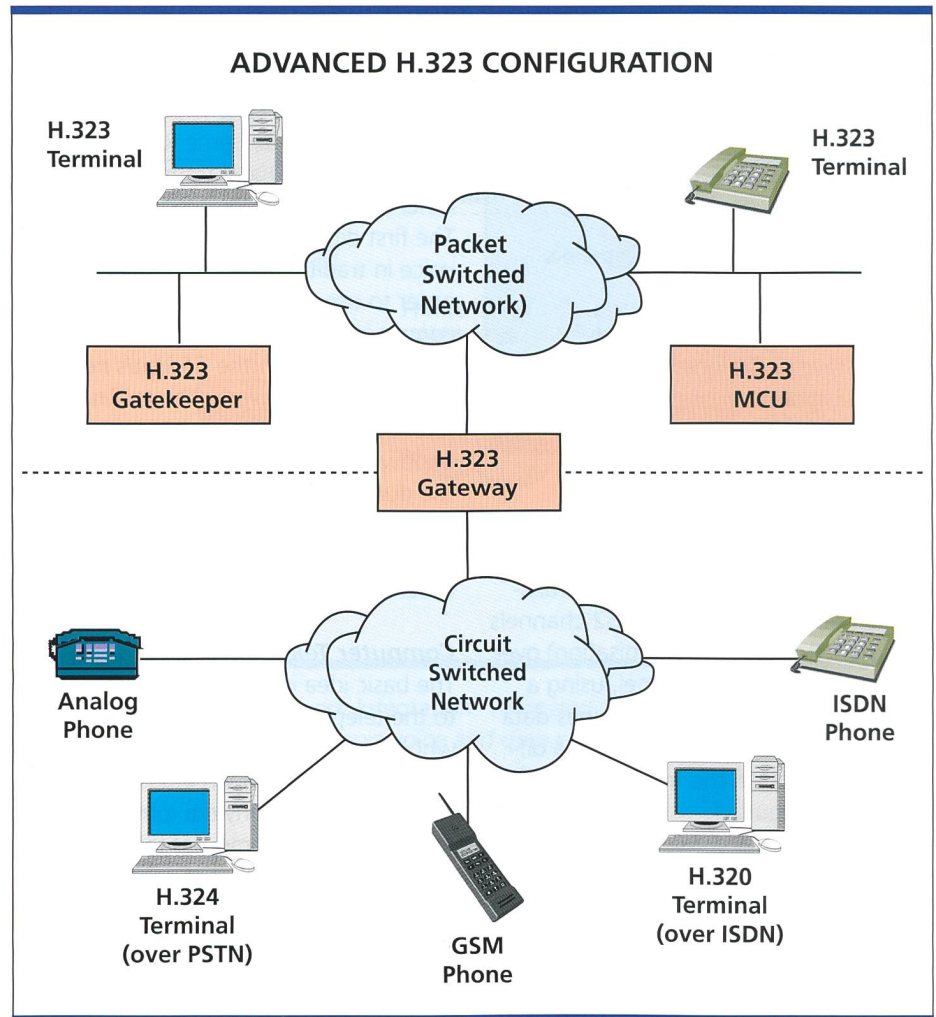 ADVANCED H.323 CONFIGURATION
H.323
Terminal
H.323
Terminal
Packet
Switched
Network)
H.323
Gatekeeper
H.323
MCU
H.323
Gateway
Circuit
Switched
Network
Analog
Phone
ISDN
Phone
H.324
Terminal
(over PSTN)
GSM
Phone
H.320
Terminal
(over ISDN)